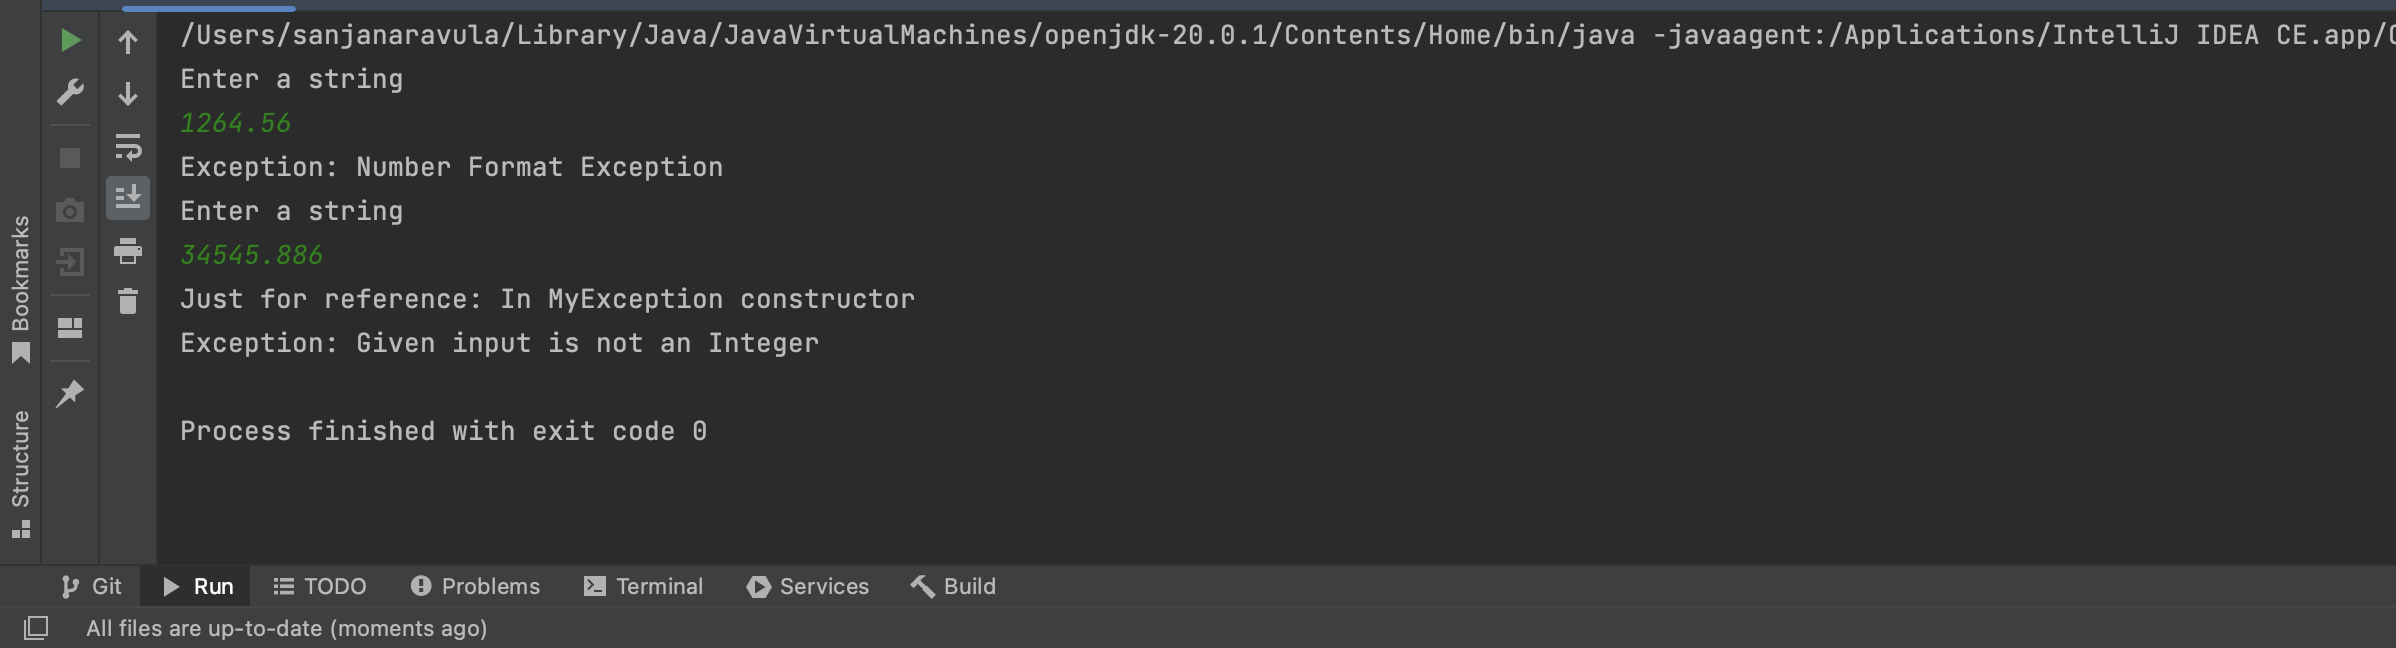 /Users/sanjanaravula/Library/Java/JavaVirtualMachines/openjdk-20.0.1/Contents/Home/bin/java -javaagent:/Applications/IntelliJ IDEA CE.app/
Enter a string
1264.56
Exception: Number Format Exception
Enter a string
34545.886
Just for reference: In MyException constructor
Exception: Given input is not an Integer
Process finished with exit code 0
Bookmarks
Structure
Git
Run
TODO
Problems
Terminal
Services
Build
All files are up-to-date (moments ago)